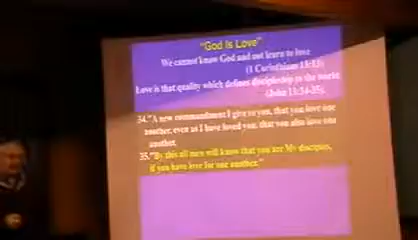 "God Is Love"
We cannot know God and not learn to love
(1 Corinthians 13:13)
Love is that quality which defines discipleship to the world
(John 13:34-35).
34."A new commandment I give to you, that you love one
another, even as I have loved you, that you also love one
another.
35."By this all men will know that you are My disciples,
if you have love for one another."